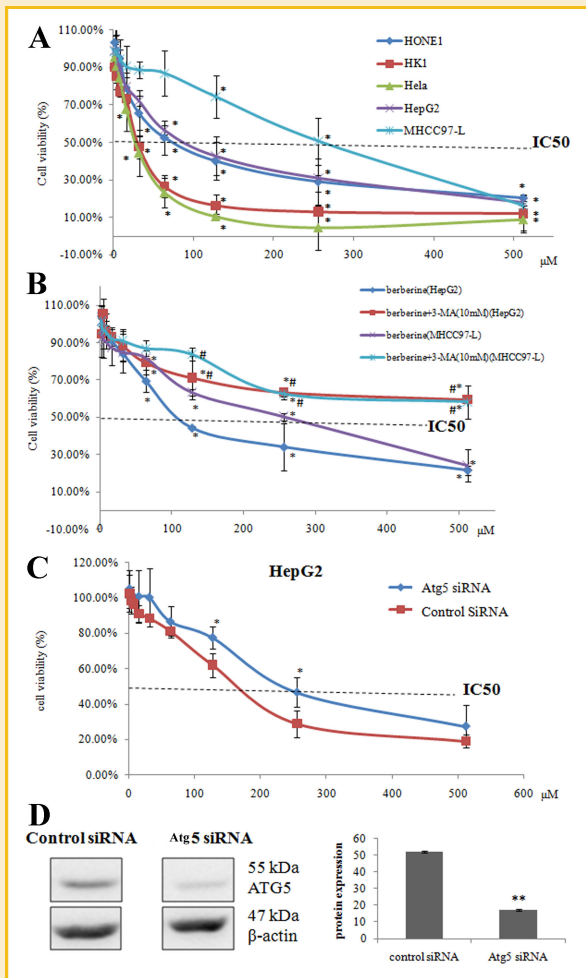 A
110.00%
90.00%
70.00%
50.00%
30.00%
10.00%
-10.00%
Cell viability (%)
HONE1
HK1
Hela
HepG2
MHCC97-L
IC50
0
100
200
300
400
500
μM
* * * * * * * * * * * * * * * * * * * * * *
B
110.00%
90.00%
70.00%
50.00%
30.00%
10.00%
-10.00%
Cell viability (%)
berberine(HepG2)
berberine+3-MA(10mM)(HepG2)
berberine(MHCC97-L)
berberine+3-MA(10mM)(MHCC97-L)
#
*#
*#
*#
#*
#*
IC50
0
100
200
300
400
500
μM
C
HepG2
120.00%
100.00%
80.00%
60.00%
40.00%
20.00%
0.00%
cell viability (%)
Atg5 siRNA
Control SiRNA
*
*
IC50
0
100
200
300
400
500
600
μM
D
Control siRNA
Atg5 siRNA
55 kDa
ATG5
47 kDa
β-actin
protein expression
60
50
40
30
20
10
0
**
control siRNA
Atg5 siRNA